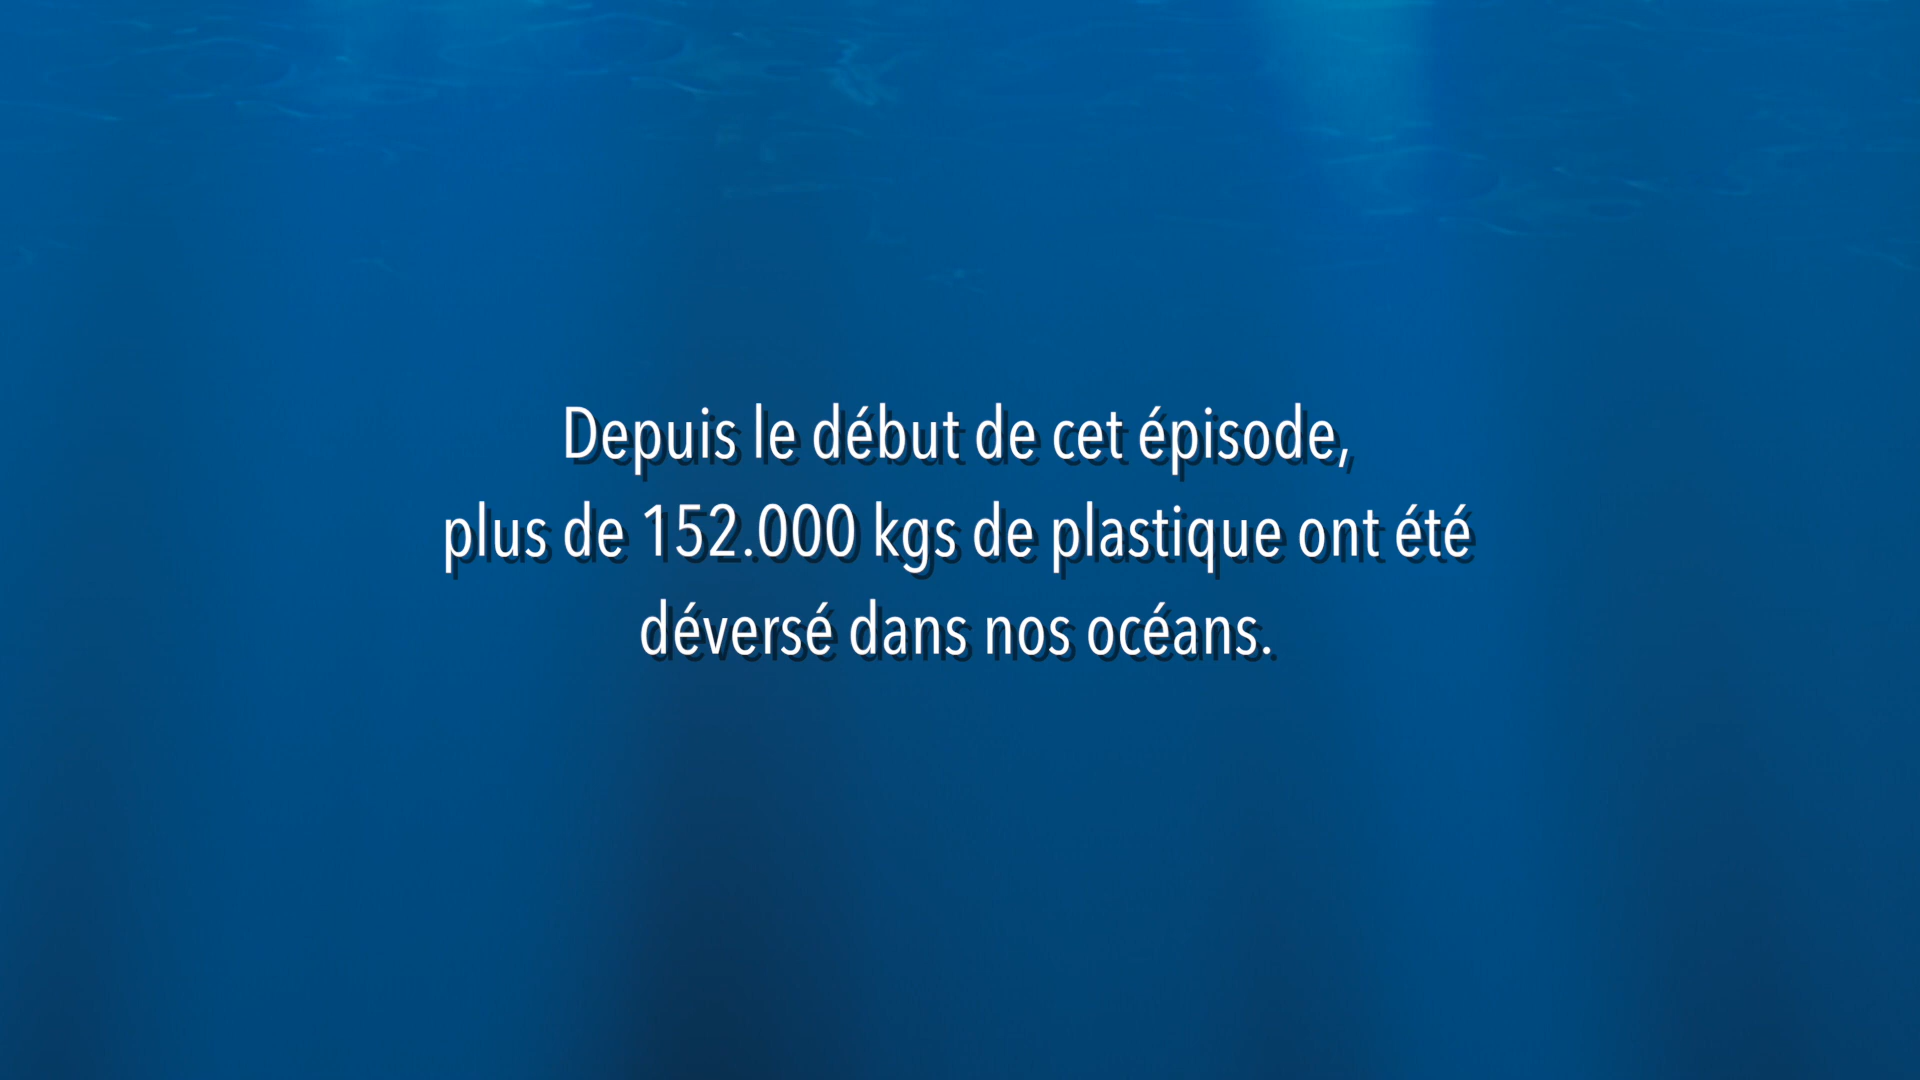 Depuis le début de cet épisode,
plus de 152.000 kgs de plastique ont été
déversé dans nos océans.